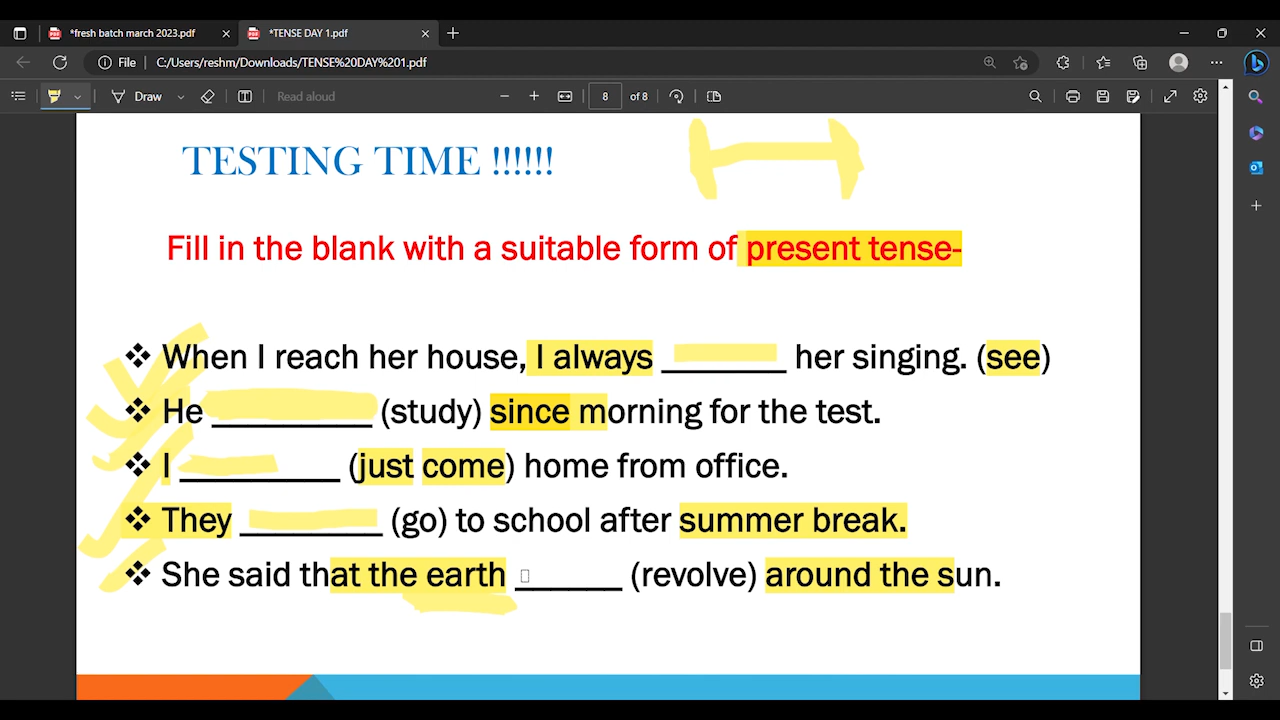 *fresh batch march 2023.pdf
*TENSE DAY 1.pdf
File C:/Users/reshm/Downloads/TENSE%20DAY%201.pdf
Draw Read aloud 8 of 8
TESTING TIME !!!!!!
Fill in the blank with a suitable form of present tense-
❖ When I reach her house, I always ________ her singing. (see)
❖ He __________ (study) since morning for the test.
❖ I __________ (just come) home from office.
❖ They _________ (go) to school after summer break.
❖ She said that the earth _______ (revolve) around the sun.